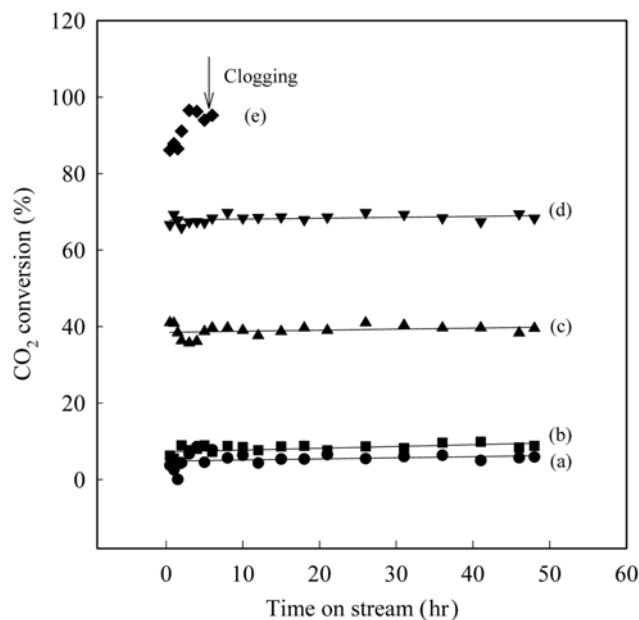 120
100
80
60
40
20
0
CO₂ conversion (%)
Clogging
(e)
(d)
(c)
(b)
(a)
0 10 20 30 40 50 60
Time on stream (hr)